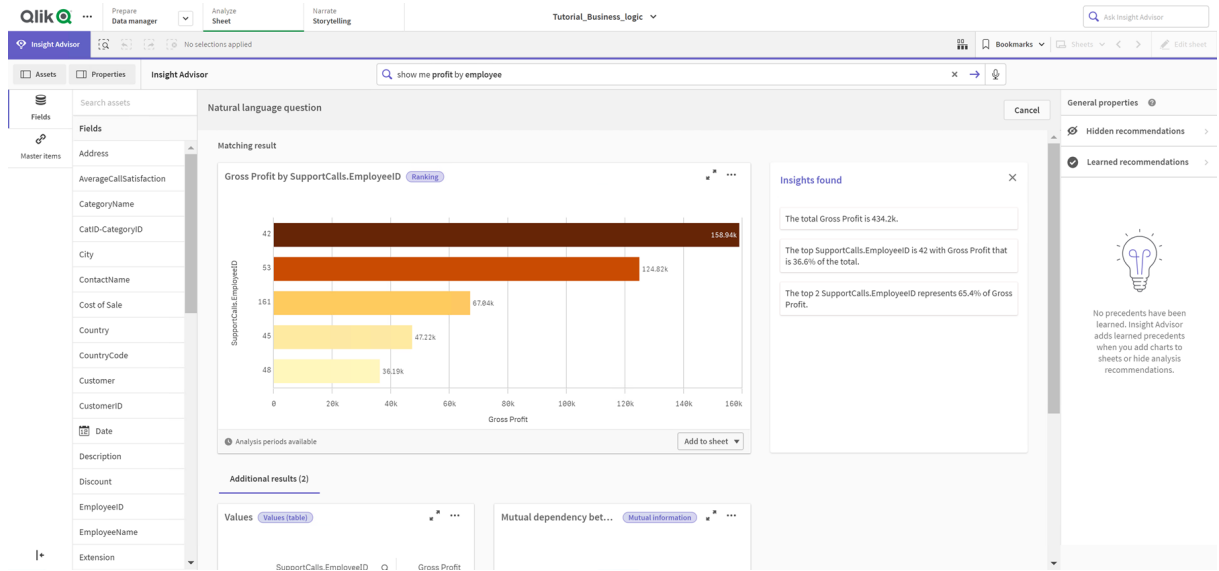 Qlik
Prepare
Data manager
Analyze
Sheet
Narrate
Storytelling
Tutorial_Business_logic
Ask Insight Advisor
Insight Advisor
No selections applied
Bookmarks
Sheets
Edit sheet
Assets
Properties
Insight Advisor
show me profit by employee
Fields
Master items
Search assets
Fields
Address
AverageCallSatisfaction
CategoryName
CatID-CategoryID
City
ContactName
Cost of Sale
Country
CountryCode
Customer
CustomerID
Date
Description
Discount
EmployeeID
EmployeeName
Extension
Natural language question
Cancel
Matching result
Gross Profit by SupportCalls.EmployeeID
Ranking
SupportCalls.EmployeeID
42
158.94k
53
124.82k
161
67.04k
45
47.22k
48
36.19k
0 20k 40k 60k 80k 100k 120k 140k 160k
Gross Profit
Analysis periods available
Add to sheet
Insights found
The total Gross Profit is 434.2k.
The top SupportCalls.EmployeeID is 42 with Gross Profit that
is 36.6% of the total.
The top 2 SupportCalls.EmployeeID represents 65.4% of Gross
Profit.
Additional results (2)
Values
Values (table)
SupportCalls.EmployeeID
Gross Profit
Mutual dependency bet...
Mutual information
General properties
Hidden recommendations
Learned recommendations
No precedents have been
learned. Insight Advisor
adds learned precedents
when you add charts to
sheets or hide analysis
recommendations.